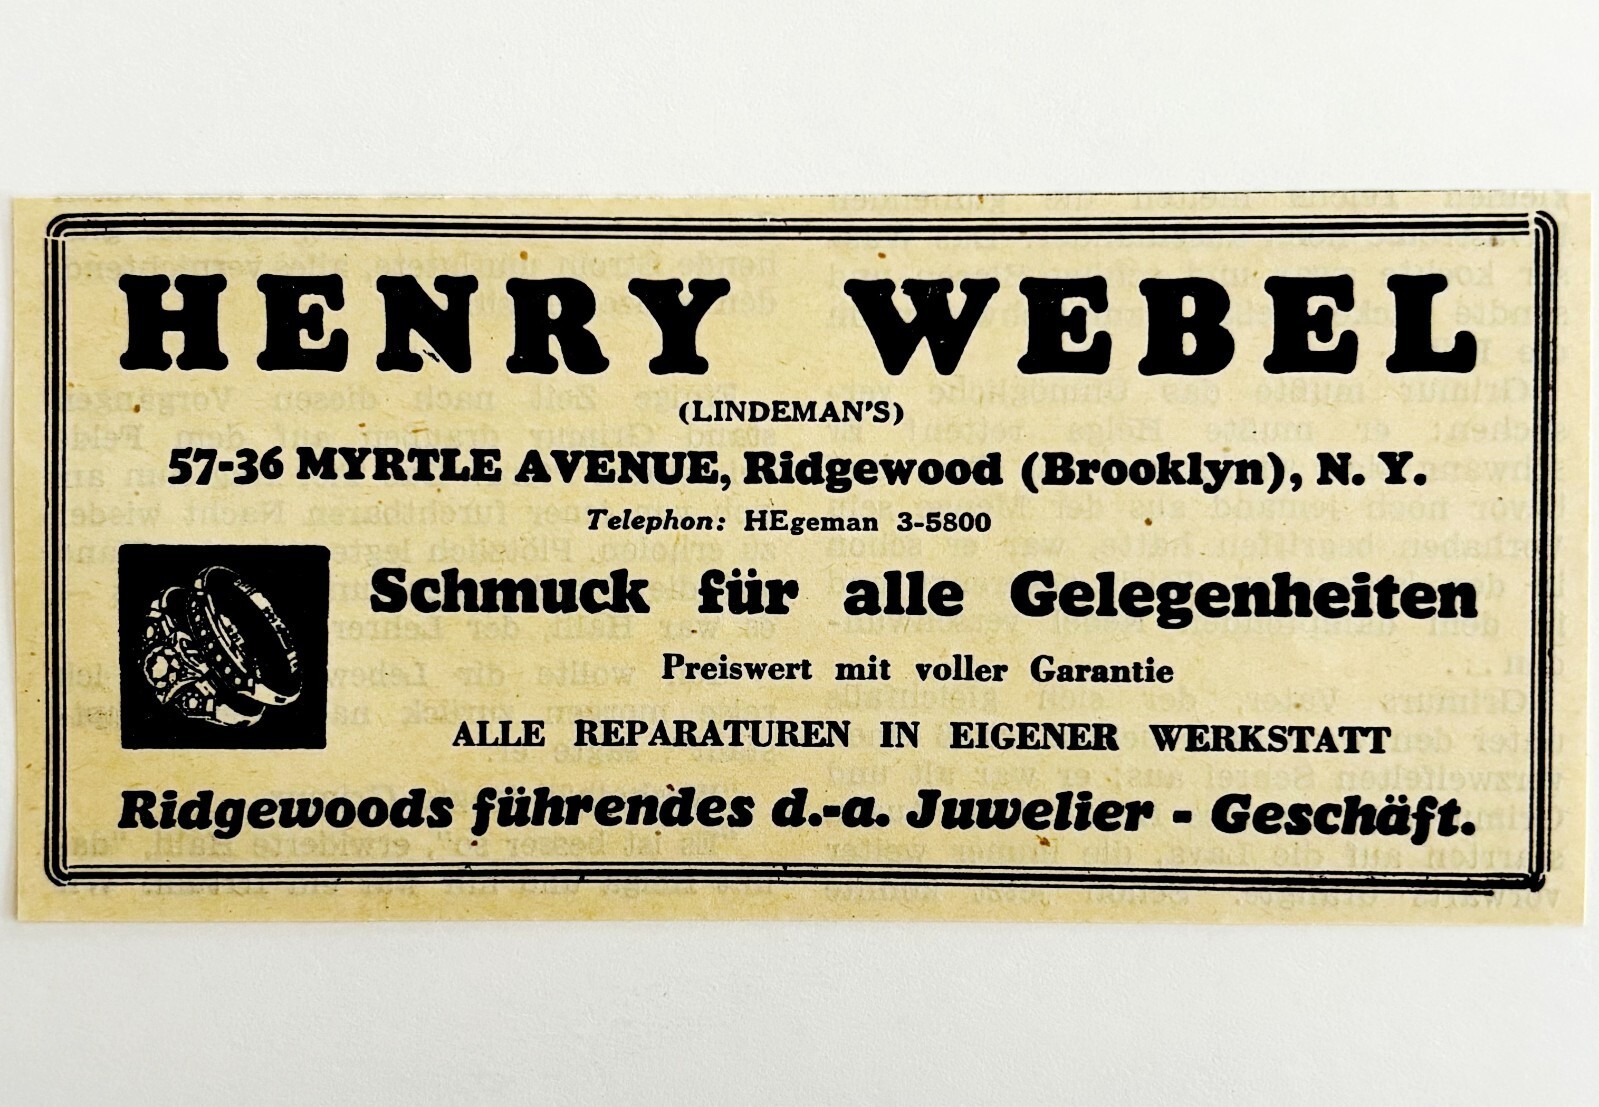 HENRY WEBEL
(LINDEMAN'S)
57-36 MYRTLE AVENUE, Ridgewood (Brooklyn), N. Y.
Telephon: HEgeman 3-5800
Schmuck für alle Gelegenheiten
Preiswert mit voller Garantie
ALLE REPARATUREN IN EIGENER WERKSTATT
Ridgewoods führendes d.-a. Juwelier - Geschäft.